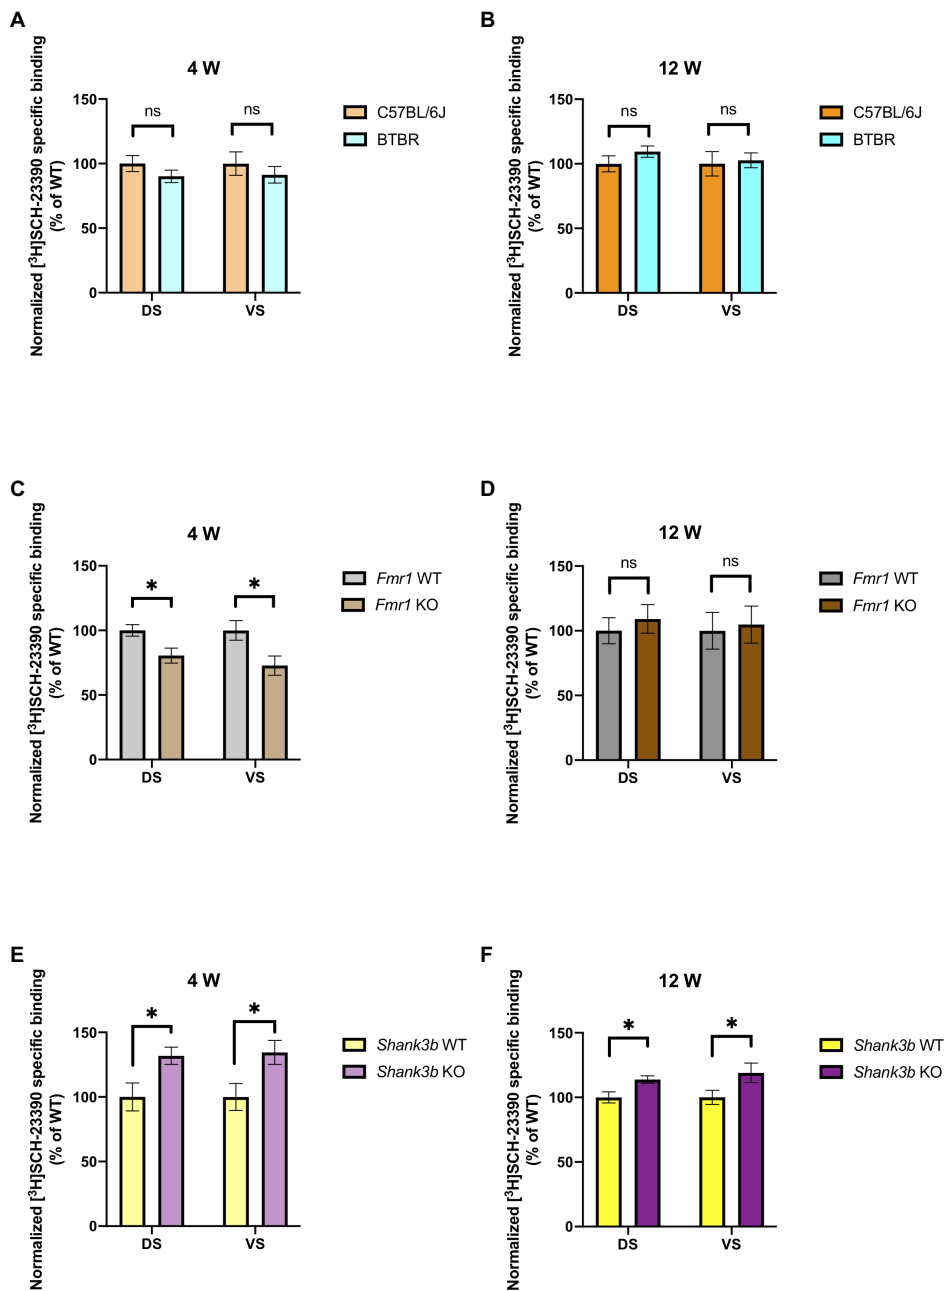 A
4 W
Normalized [³H]SCH-23390 specific binding
(% of WT)
150
100
50
0
ns
ns
DS
VS
C57BL/6J
BTBR
B
12 W
Normalized [³H]SCH-23390 specific binding
(% of WT)
150
100
50
0
ns
ns
DS
VS
C57BL/6J
BTBR
C
4 W
Normalized [³H]SCH-23390 specific binding
(% of WT)
150
100
50
0
*
*
DS
VS
Fmr1 WT
Fmr1 KO
D
12 W
Normalized [³H]SCH-23390 specific binding
(% of WT)
150
100
50
0
ns
ns
DS
VS
Fmr1 WT
Fmr1 KO
E
4 W
Normalized [³H]SCH-23390 specific binding
(% of WT)
150
100
50
0
*
*
DS
VS
Shank3b WT
Shank3b KO
F
12 W
Normalized [³H]SCH-23390 specific binding
(% of WT)
150
100
50
0
*
*
DS
VS
Shank3b WT
Shank3b KO